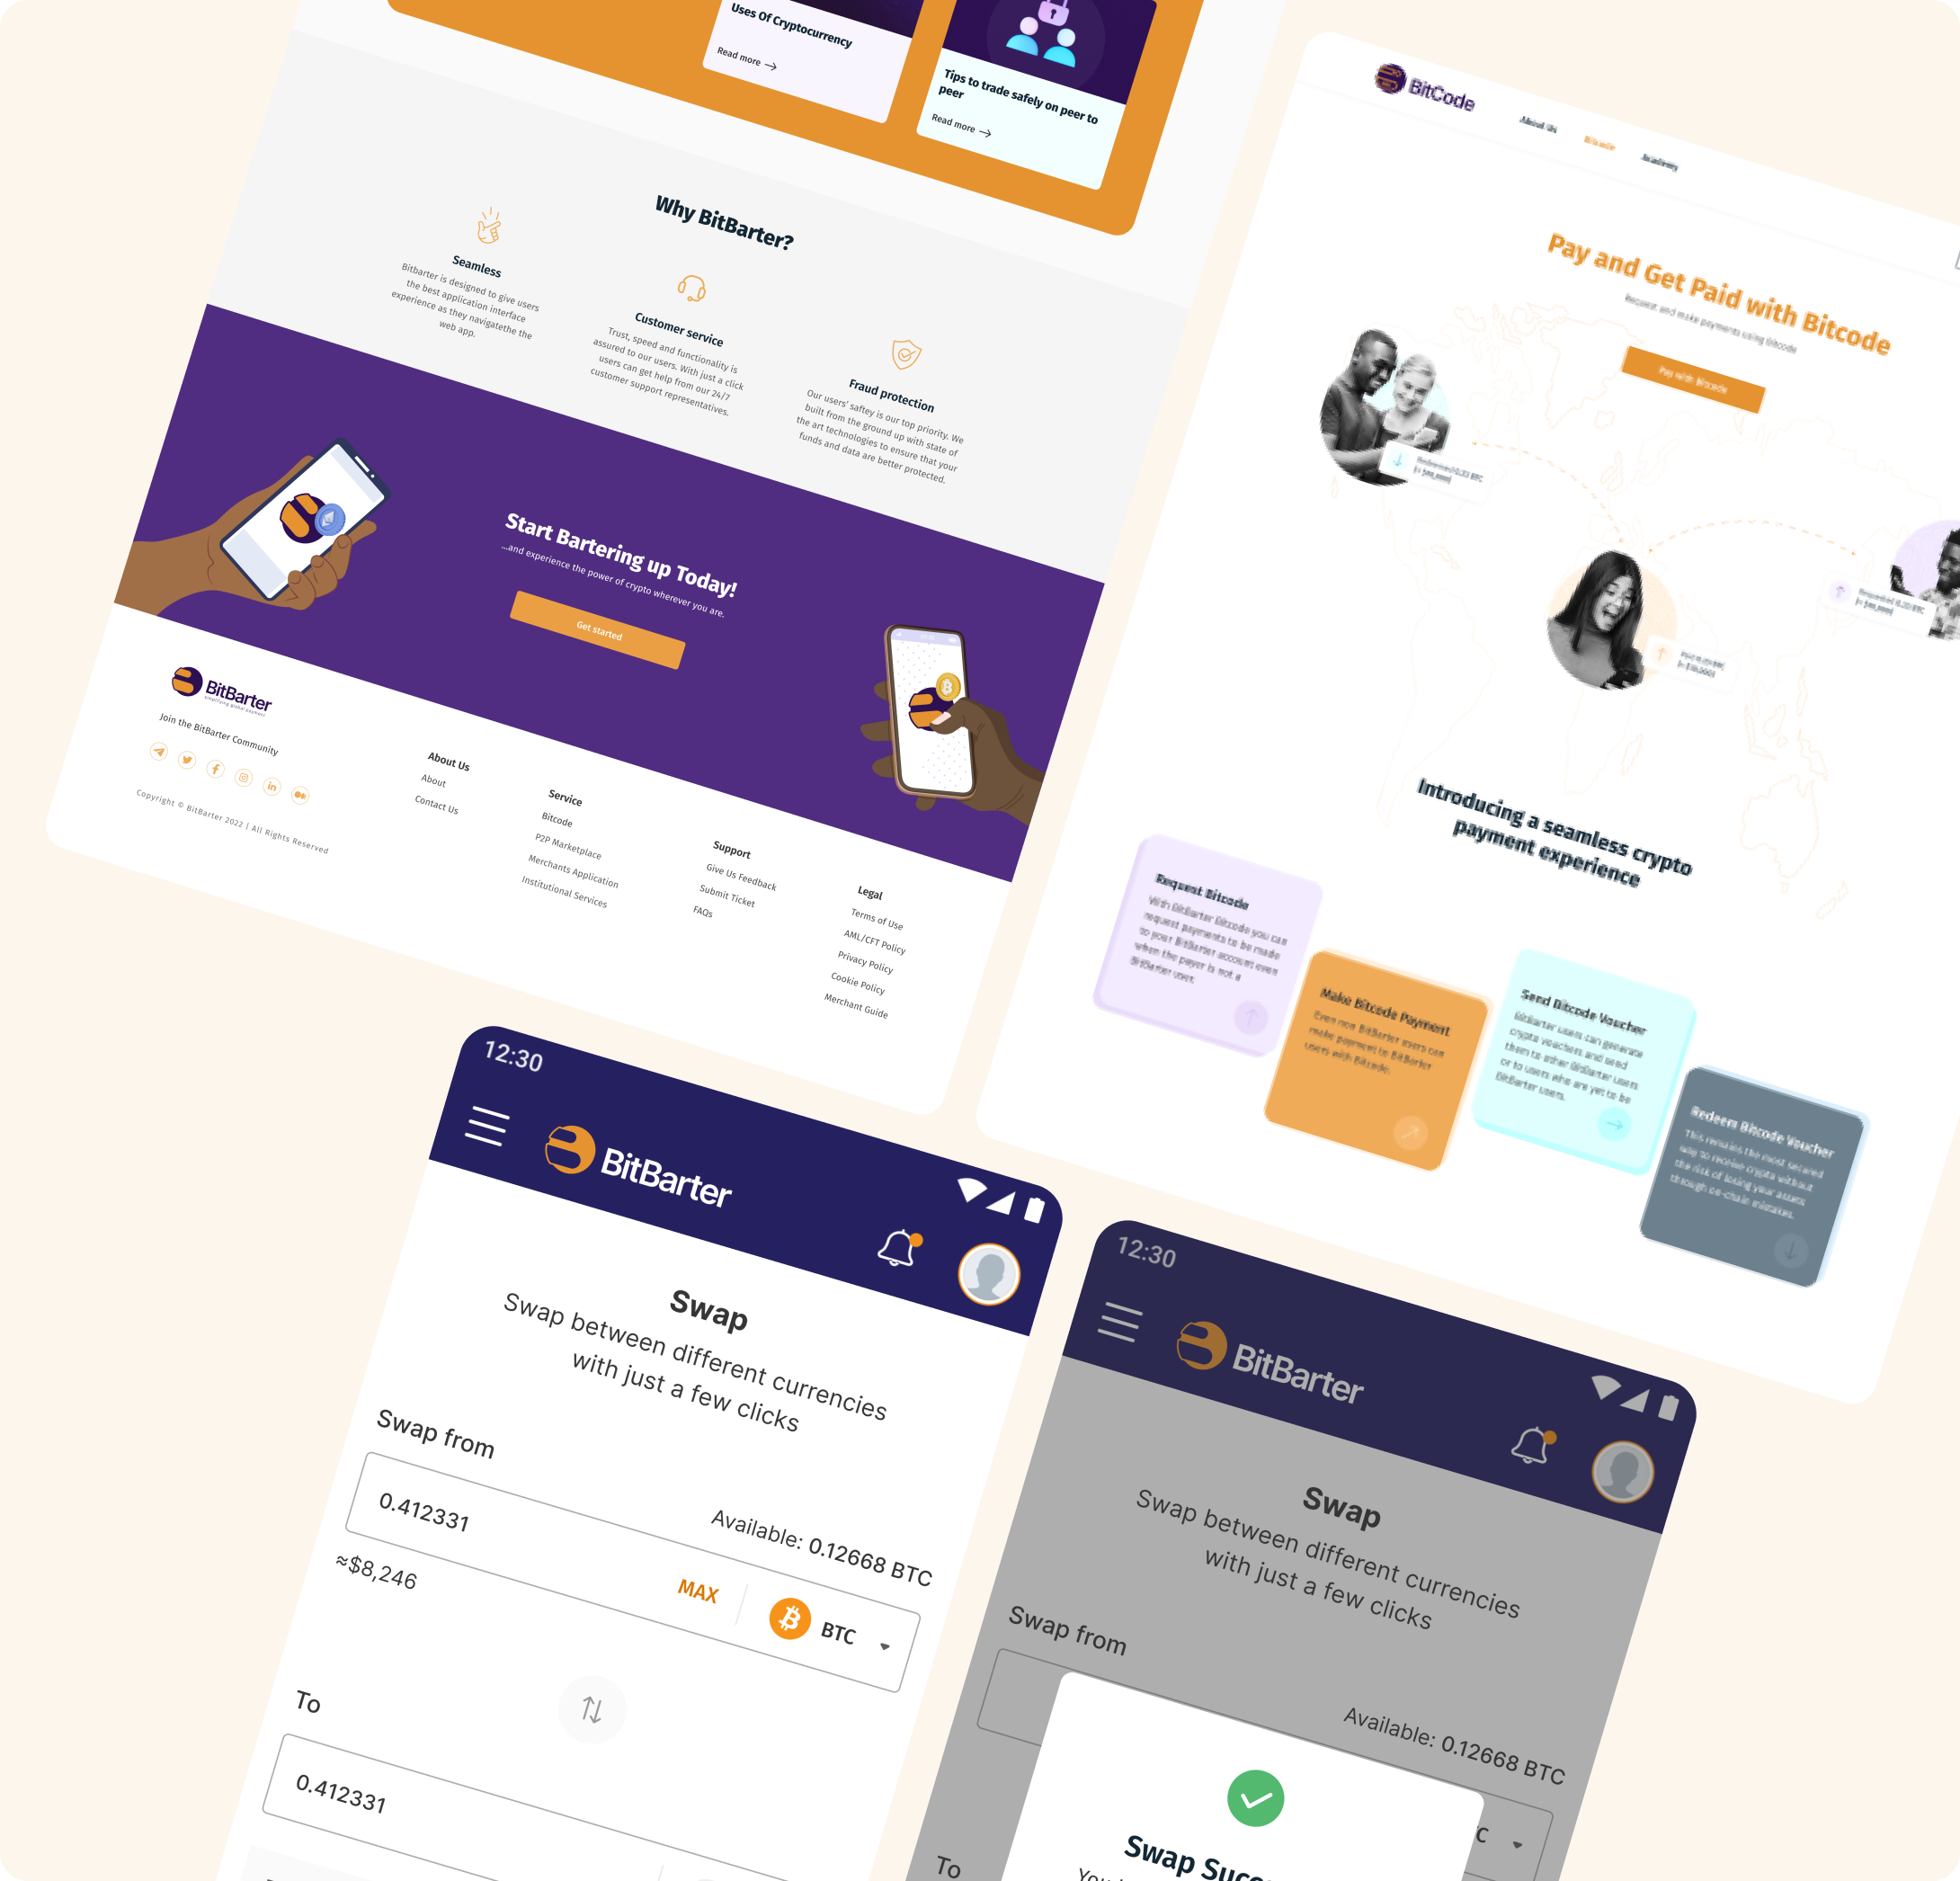 Uses Of Cryptocurrency
Read more
Tips to trade safely on peer to
peer
Read more
Why BitBarter?
Seamless
Bitbarter is designed to give users
the best application interface
experience as they navigatethe the
web app.
Customer service
Trust, speed and functionality is
assured to our users. With just a click
users can get help from our 24/7
customer support representatives.
Fraud protection
Our users' saftey is our top priority. We
built from the ground up with state of
the art technologies to ensure that your
funds and data are better protected.
Start Bartering up Today!
...and experience the power of crypto wherever you are.
Get started
BitBarter
simplifying global payment
Join the BitBarter Community
Copyright © BitBarter 2022 | All Rights Reserved
About Us
About
Contact Us
Service
Bitcode
P2P Marketplace
Merchants Application
Institutional Services
Support
Give Us Feedback
Submit Ticket
FAQs
Legal
Terms of Use
AML/CFT Policy
Privacy Policy
Cookie Policy
Merchant Guide
BitCode
About Us
Bitcode
Academy
Pay and Get Paid with Bitcode
Request and make payments using Bitcode
Pay with Bitcode
Introducing a seamless crypto
payment experience
Request Bitcode
With BitBarter Bitcode you can
request payments to be made
to your BitBarter account even
when the payer is not a
BitBarter user.
Make Bitcode Payment
Even non BitBarter users can
make payment to BitBarter
users with Bitcode.
Send Bitcode Voucher
BitBarter users can generate
crypto vouchers and send
them to other BitBarter users
or to users who are yet to be
BitBarter users.
Redeem Bitcode Voucher
This remains the most secured
way to receive crypto without
the risk of losing your assets
through on-chain mistakes.
12:30
BitBarter
Swap
Swap between different currencies
with just a few clicks
Swap from
Available: 0.12668 BTC
0.412331
MAX
BTC
≈$8,246
To
0.412331
12:30
BitBarter
Swap
Swap between different currencies
with just a few clicks
Swap from
Available: 0.12668 BTC
To
Swap